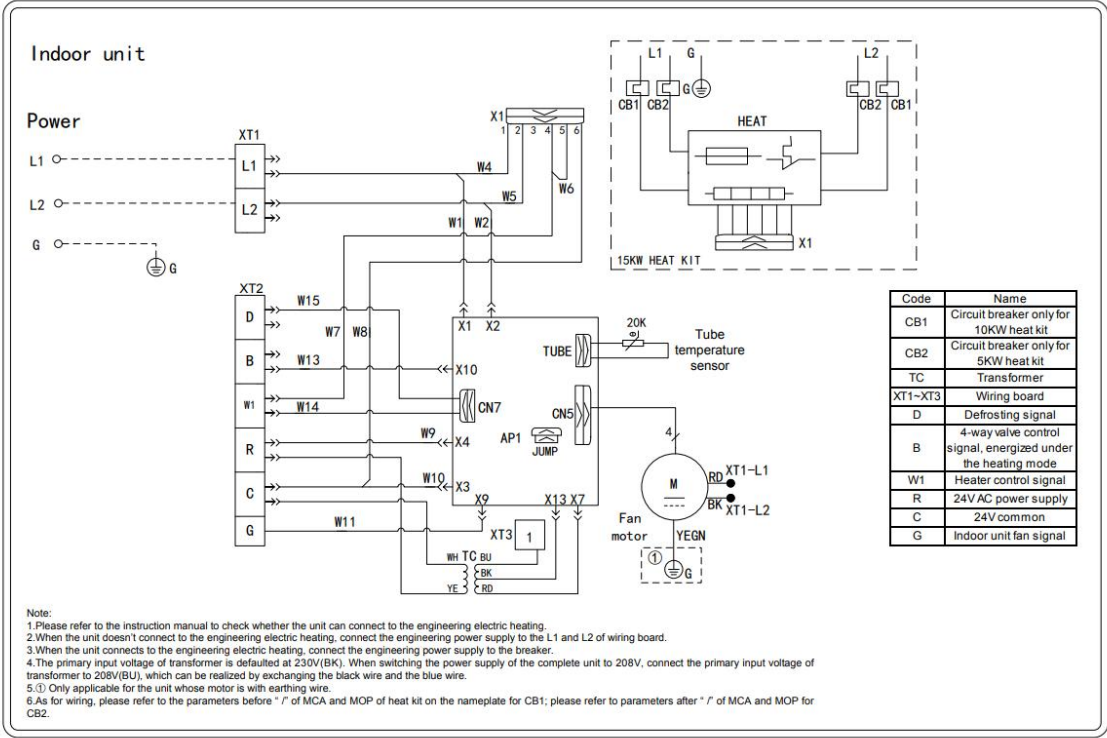 Indoor unit
Power
L1
L2
G
G
XT1
L1
L2
X1
1 2 3 4 5 6
W4
W5
W6
W1 W2
W7 W8
L1 G L2
G
CB1 CB2 CB2 CB1
HEAT
X1
15KW HEAT KIT
XT2
D
B
W1
R
C
G
W15
W13
W14
W9
W10
W11
X1 X2
X10
CN7
X4
X3
X9
X13 X7
TUBE
CN5
AP1
JUMP
20K
θ
Tube
temperature
sensor
4
M
RD XT1-L1
BK XT1-L2
Fan
motor
YEGN
① G
XT3 1
WH TC BU
BK
YE RD
Code Name
CB1 Circuit breaker only for
10KW heat kit
CB2 Circuit breaker only for
5KW heat kit
TC Transformer
XT1~XT3 Wiring board
D Defrosting signal
B 4-way valve control
signal, energized under
the heating mode
W1 Heater control signal
R 24V AC power supply
C 24V common
G Indoor unit fan signal
Note:
1.Please refer to the instruction manual to check whether the unit can connect to the engineering electric heating.
2.When the unit doesn't connect to the engineering electric heating, connect the engineering power supply to the L1 and L2 of wiring board.
3.When the unit connects to the engineering electric heating, connect the engineering power supply to the breaker.
4.The primary input voltage of transformer is defaulted at 230V(BK). When switching the power supply of the complete unit to 208V, connect the primary input voltage of
transformer to 208V(BU), which can be realized by exchanging the black wire and the blue wire.
5.① Only applicable for the unit whose motor is with earthing wire.
6.As for wiring, please refer to the parameters before " /" of MCA and MOP of heat kit on the nameplate for CB1; please refer to parameters after " /" of MCA and MOP for
CB2.